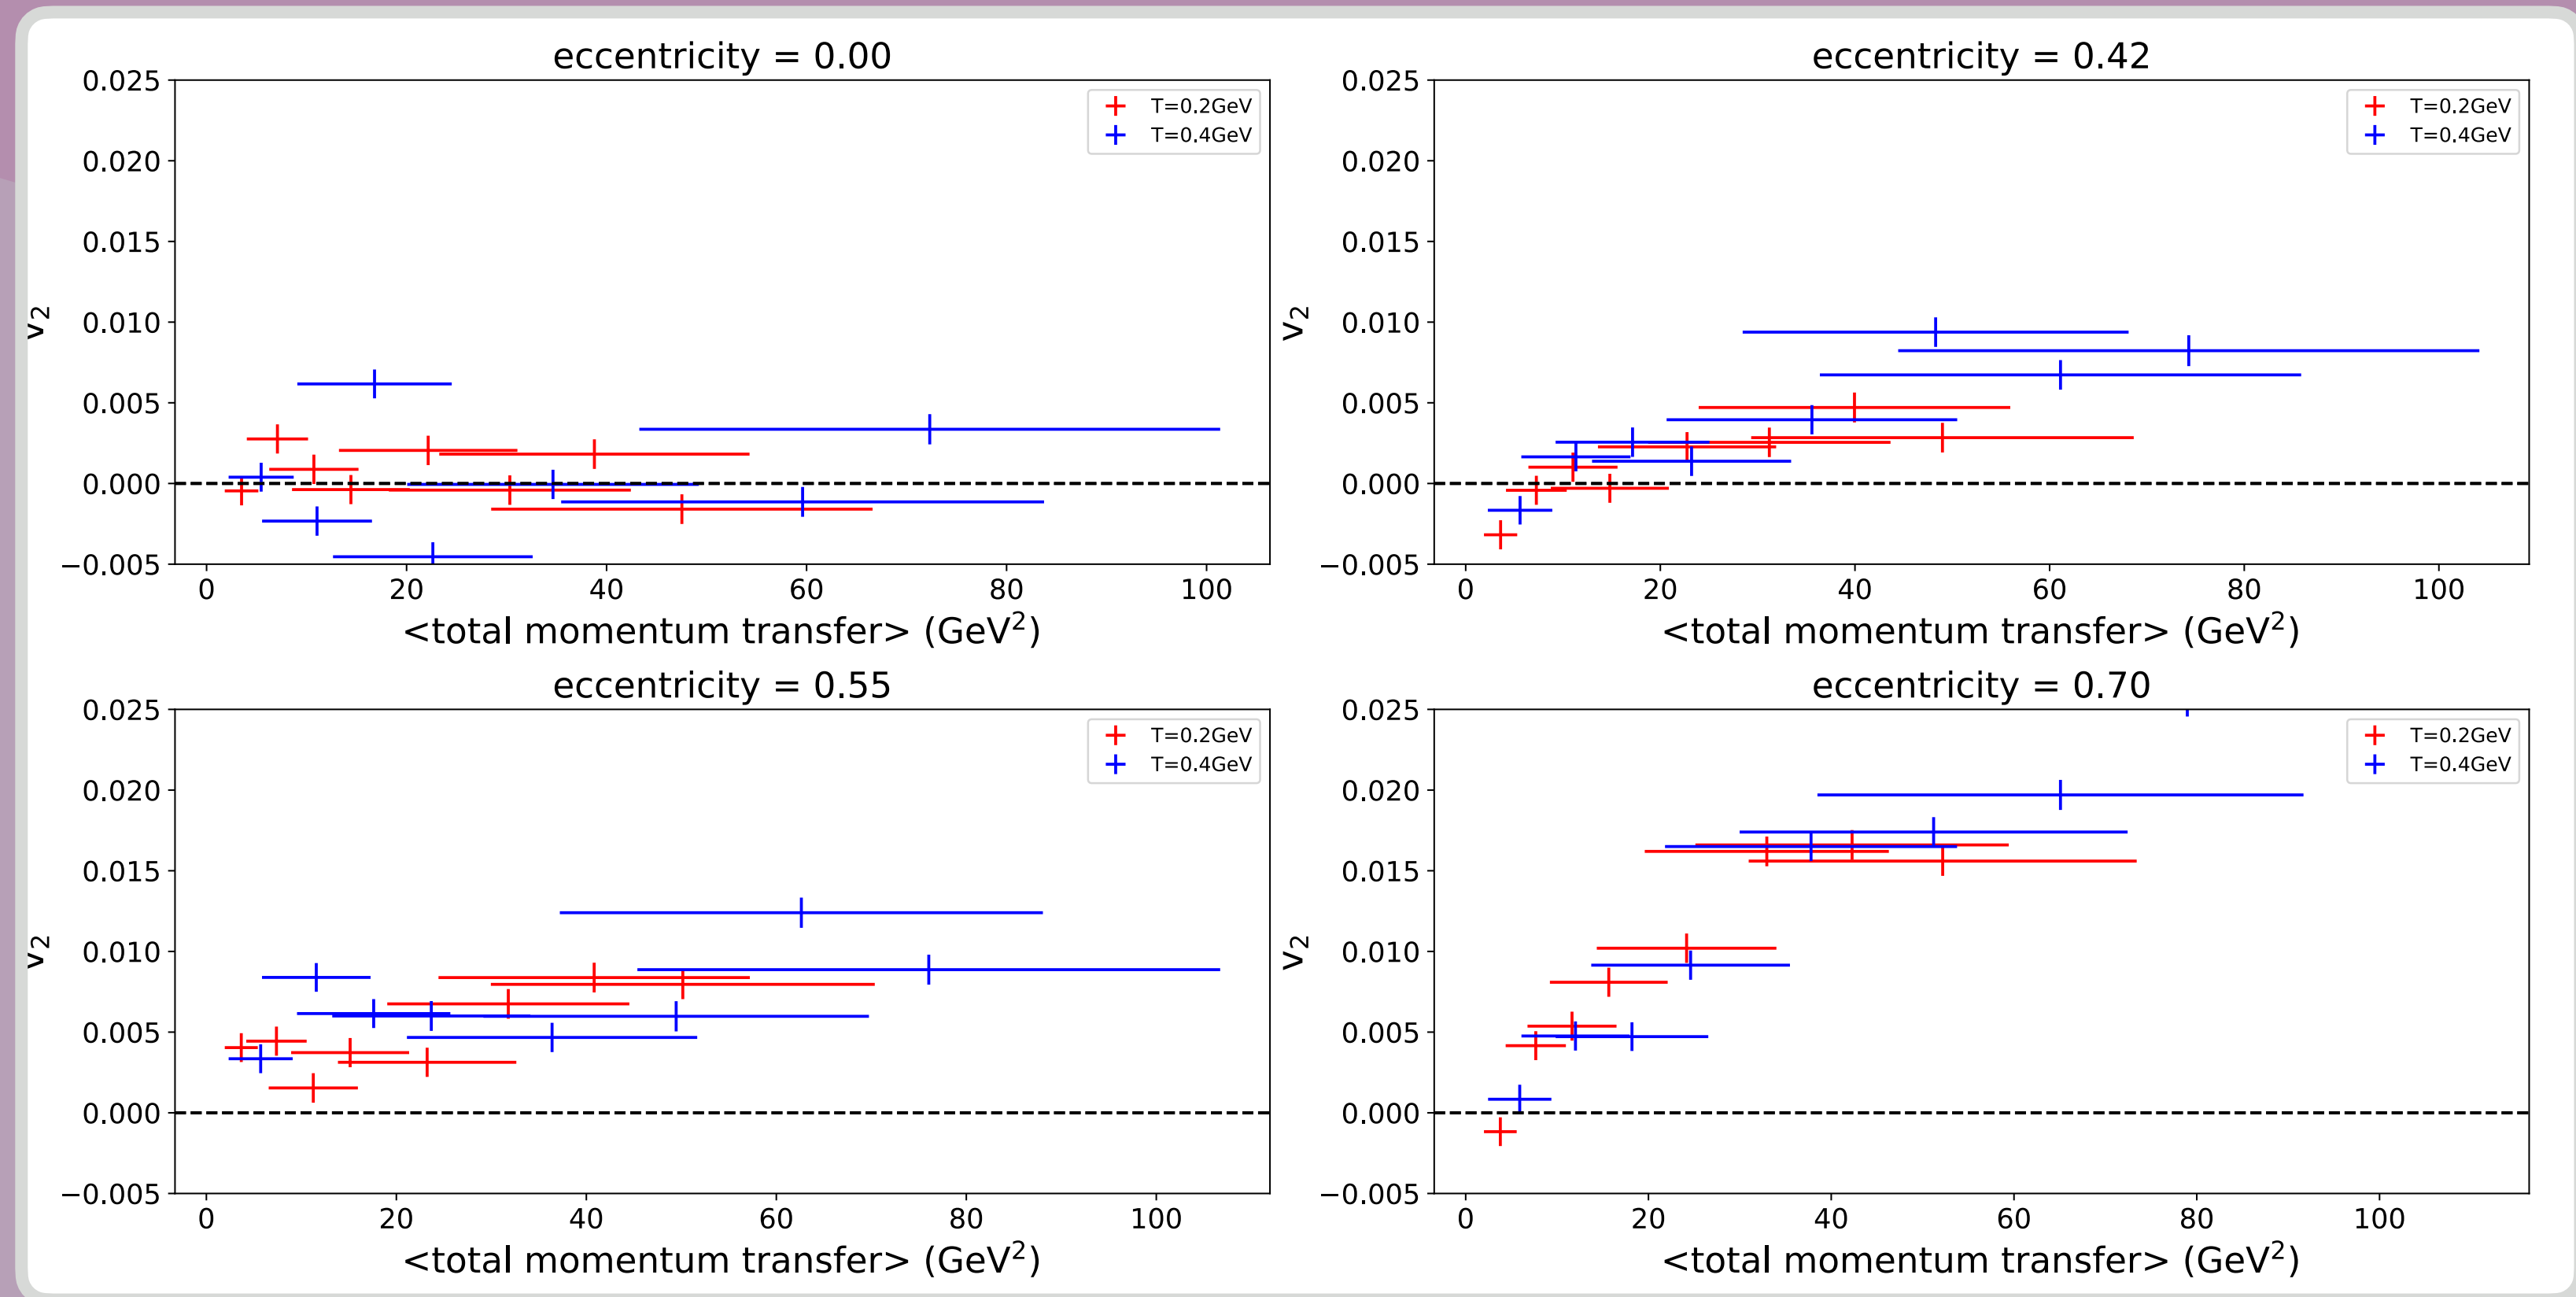 eccentricity = 0.00
0.025
0.020
0.015
0.010
0.005
0.000
−0.005
v2
T=0.2GeV
T=0.4GeV
0 20 40 60 80 100
<total momentum transfer> (GeV²)
eccentricity = 0.42
0.025
0.020
0.015
0.010
0.005
0.000
−0.005
v2
T=0.2GeV
T=0.4GeV
0 20 40 60 80 100
<total momentum transfer> (GeV²)
eccentricity = 0.55
0.025
0.020
0.015
0.010
0.005
0.000
−0.005
v2
T=0.2GeV
T=0.4GeV
0 20 40 60 80 100
<total momentum transfer> (GeV²)
eccentricity = 0.70
0.025
0.020
0.015
0.010
0.005
0.000
−0.005
v2
T=0.2GeV
T=0.4GeV
0 20 40 60 80 100
<total momentum transfer> (GeV²)